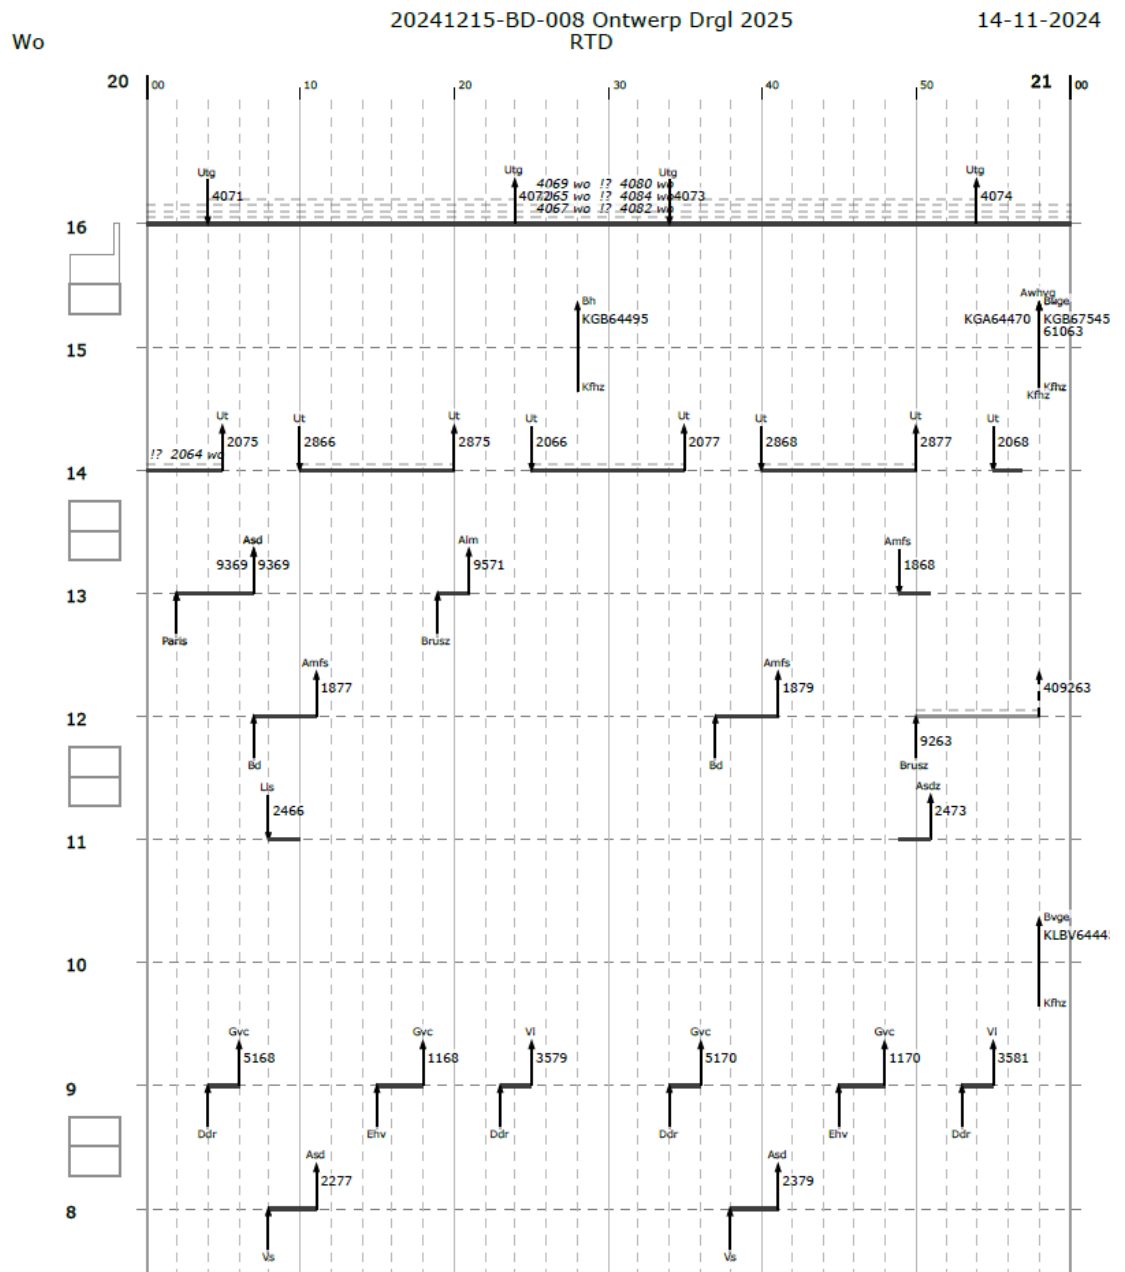 20241215-BD-008 Ontwerp Drgl 2025 14-11-2024
Wo RTD
20 00 10 20 30 40 50 21 00
Utg Utg Utg Utg
4069 wo !? 4080 wo
4071 4072 4065 wo !? 4084 wo 4073 4074
4067 wo !? 4082 wo
16
Awhvg
Bh Bvge
KGB64495 KGA64470 KGB67545
61063
15
Kfhz Kfhz
Kfhz
Ut Ut Ut Ut Ut Ut Ut Ut
2075 2866 2875 2066 2077 2868 2877 2068
!? 2064 wo
14
Asd Alm Amfs
9369 9369 9571 1868
13
Paris Brusz
Amfs Amfs
1877 1879 409263
12
9263
Bd Bd Brusz
Lls Asdz
2466 2473
11
Bvge
KLBV6444
10
Kfhz
Gvc Gvc Vl Gvc Gvc Vl
5168 1168 3579 5170 1170 3581
9
Ddr Ehv Ddr Ddr Ehv Ddr
Asd Asd
2277 2379
8
Vs Vs